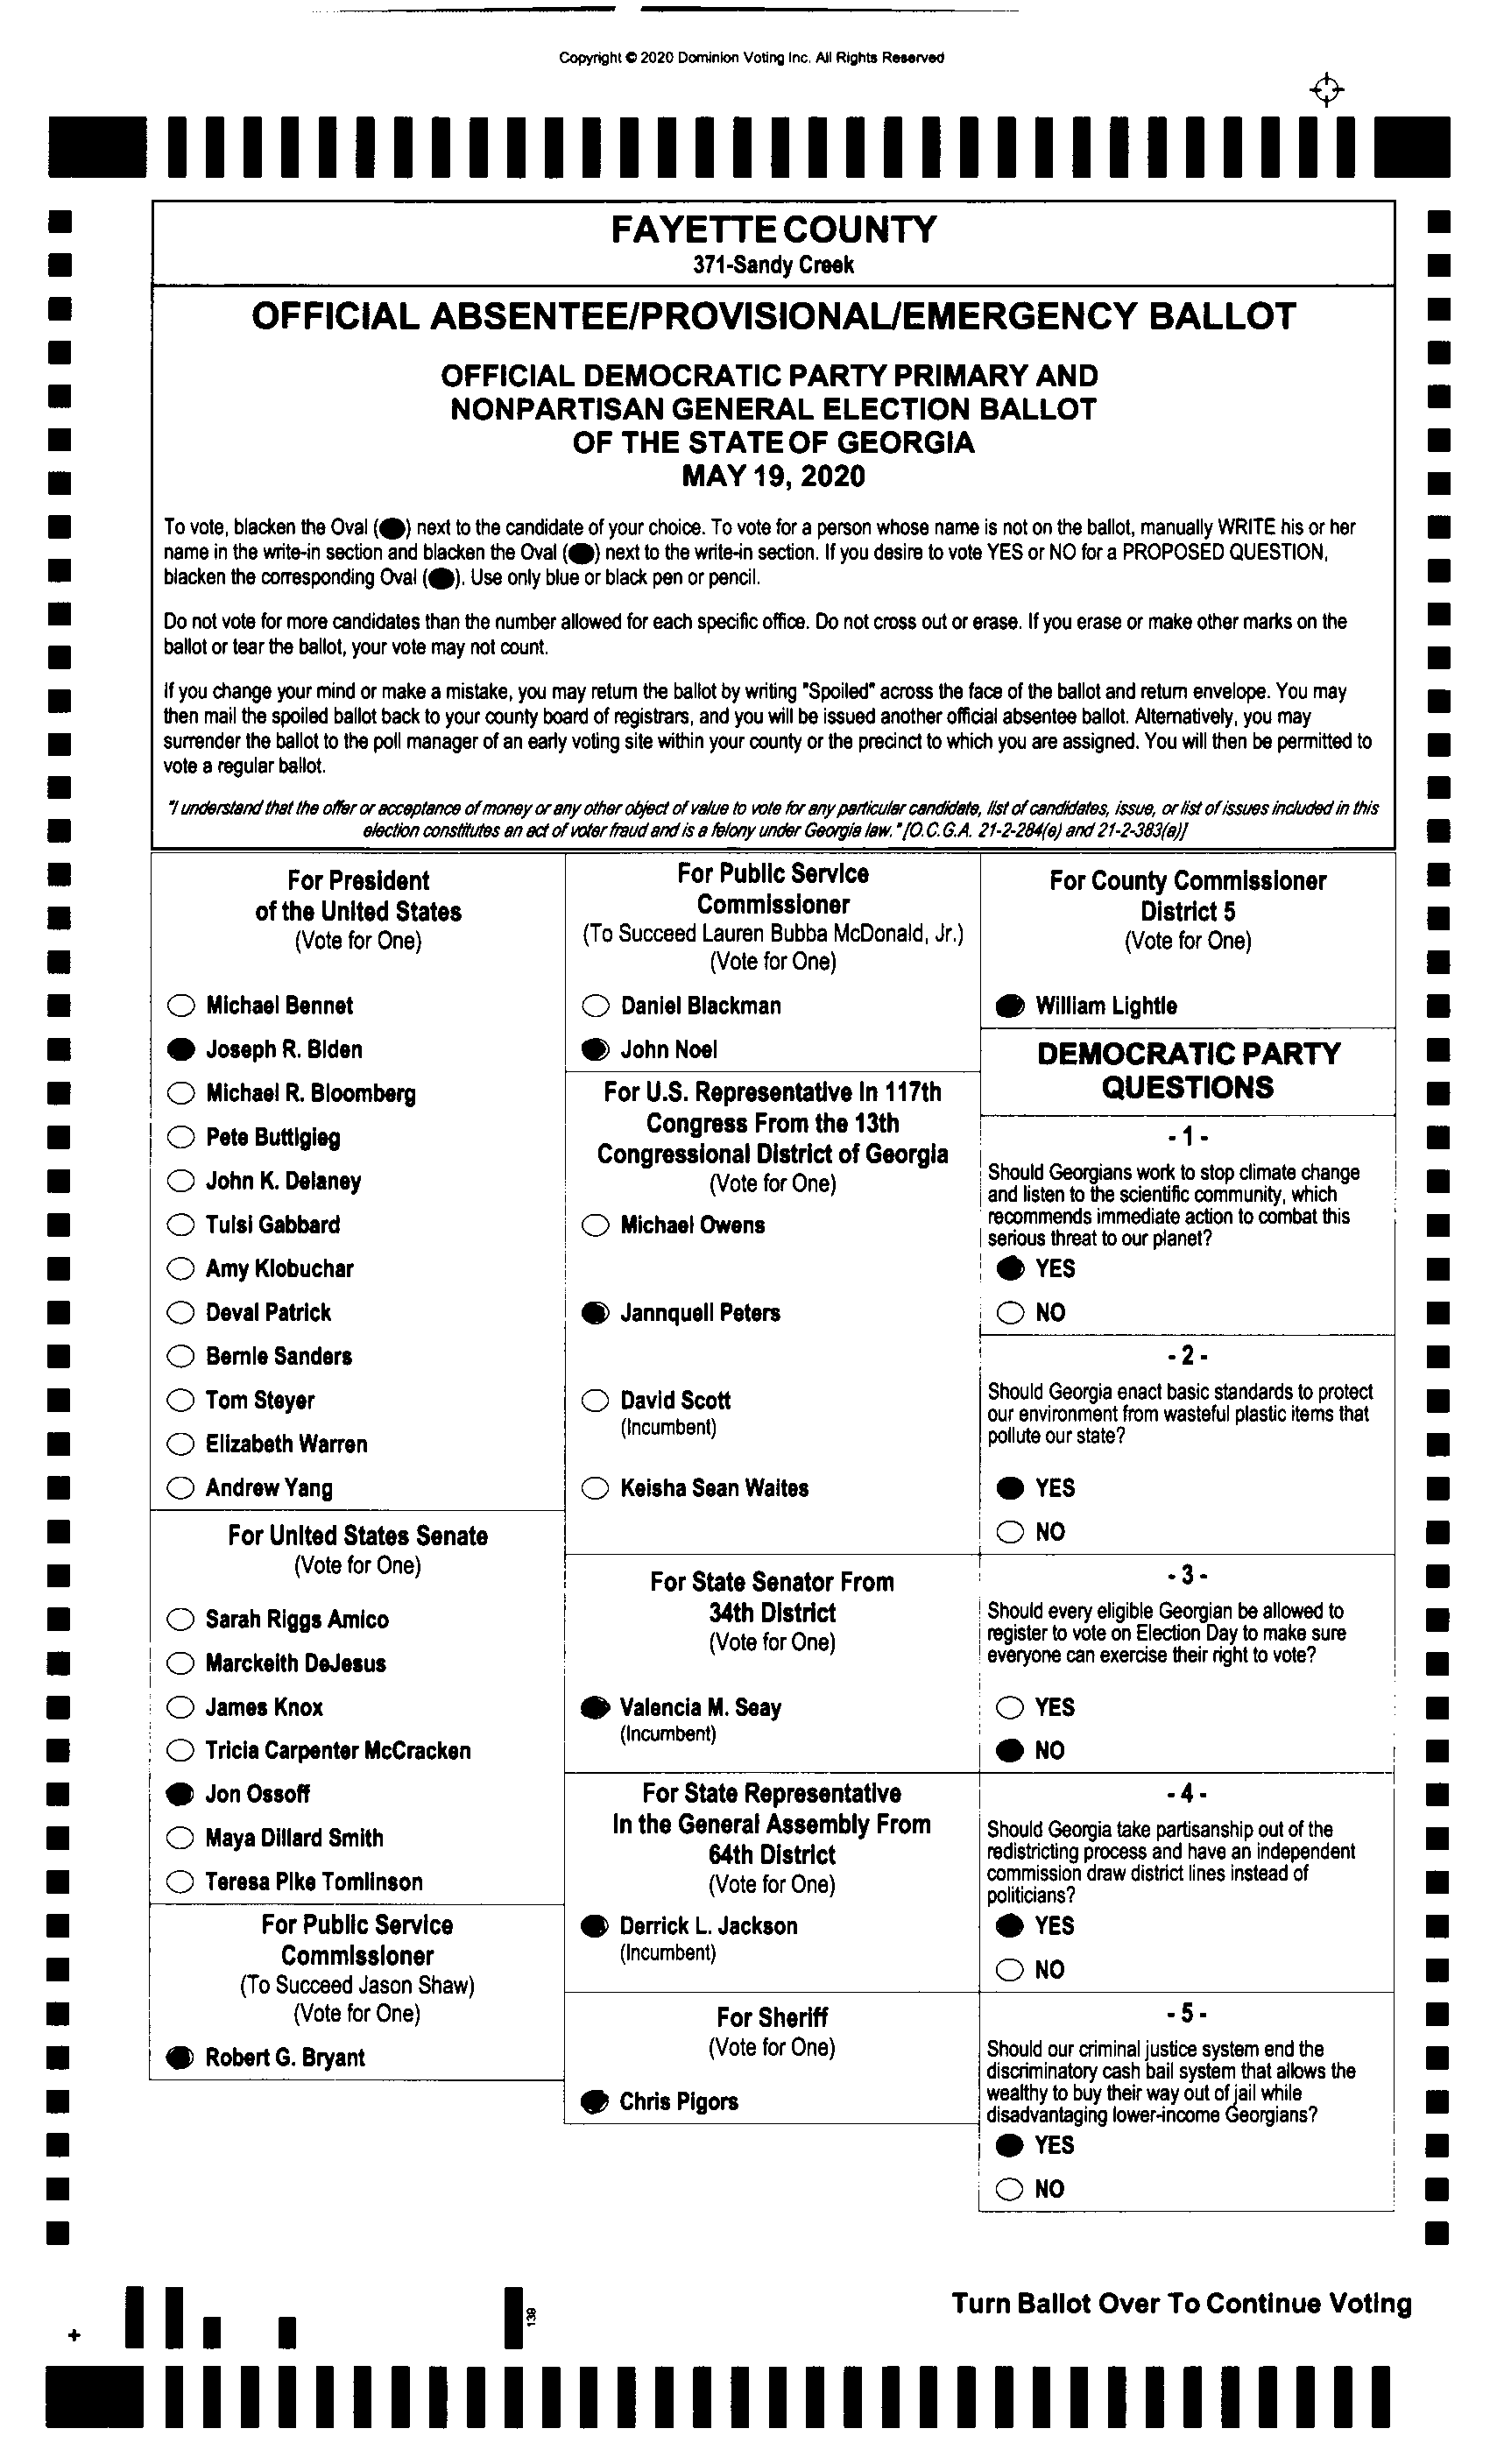 Copyright © 2020 Dominion Voting Inc. All Rights Reserved
FAYETTE COUNTY
371-Sandy Creek
OFFICIAL ABSENTEE/PROVISIONAL/EMERGENCY BALLOT
OFFICIAL DEMOCRATIC PARTY PRIMARY AND
NONPARTISAN GENERAL ELECTION BALLOT
OF THE STATE OF GEORGIA
MAY 19, 2020
To vote, blacken the Oval ( ) next to the candidate of your choice. To vote for a person whose name is not on the ballot, manually WRITE his or her
name in the write-in section and blacken the Oval ( ) next to the write-in section. If you desire to vote YES or NO for a PROPOSED QUESTION,
blacken the corresponding Oval ( ). Use only blue or black pen or pencil.
Do not vote for more candidates than the number allowed for each specific office. Do not cross out or erase. If you erase or make other marks on the
ballot or tear the ballot, your vote may not count.
If you change your mind or make a mistake, you may return the ballot by writing "Spoiled" across the face of the ballot and return envelope. You may
then mail the spoiled ballot back to your county board of registrars, and you will be issued another official absentee ballot. Alternatively, you may
surrender the ballot to the poll manager of an early voting site within your county or the precinct to which you are assigned. You will then be permitted to
vote a regular ballot.
"I understand that the offer or acceptance of money or any other object of value to vote for any particular candidate, list of candidates, issue, or list of issues included in this
election constitutes an act of voter fraud and is a felony under Georgia law." [O.C.G.A. 21-2-284(e) and 21-2-383(a)]
For President
of the United States
(Vote for One)
Michael Bennet
Joseph R. Biden
Michael R. Bloomberg
Pete Buttigieg
John K. Delaney
Tulsi Gabbard
Amy Klobuchar
Deval Patrick
Bernie Sanders
Tom Steyer
Elizabeth Warren
Andrew Yang
For United States Senate
(Vote for One)
Sarah Riggs Amico
Marckeith DeJesus
James Knox
Tricia Carpenter McCracken
Jon Ossoff
Maya Dillard Smith
Teresa Pike Tomlinson
For Public Service
Commissioner
(To Succeed Jason Shaw)
(Vote for One)
Robert G. Bryant
For Public Service
Commissioner
(To Succeed Lauren Bubba McDonald, Jr.)
(Vote for One)
Daniel Blackman
John Noel
For U.S. Representative in 117th
Congress From the 13th
Congressional District of Georgia
(Vote for One)
Michael Owens
Jannquell Peters
David Scott
(Incumbent)
Keisha Sean Waites
For State Senator From
34th District
(Vote for One)
Valencia M. Seay
(Incumbent)
For State Representative
In the General Assembly From
64th District
(Vote for One)
Derrick L. Jackson
(Incumbent)
For Sheriff
(Vote for One)
Chris Pigors
For County Commissioner
District 5
(Vote for One)
William Lightle
DEMOCRATIC PARTY
QUESTIONS
- 1 -
Should Georgians work to stop climate change
and listen to the scientific community, which
recommends immediate action to combat this
serious threat to our planet?
YES
NO
- 2 -
Should Georgia enact basic standards to protect
our environment from wasteful plastic items that
pollute our state?
YES
NO
- 3 -
Should every eligible Georgian be allowed to
register to vote on Election Day to make sure
everyone can exercise their right to vote?
YES
NO
- 4 -
Should Georgia take partisanship out of the
redistricting process and have an independent
commission draw district lines instead of
politicians?
YES
NO
- 5 -
Should our criminal justice system end the
discriminatory cash bail system that allows the
wealthy to buy their way out of jail while
disadvantaging lower-income Georgians?
YES
NO
Turn Ballot Over To Continue Voting
139